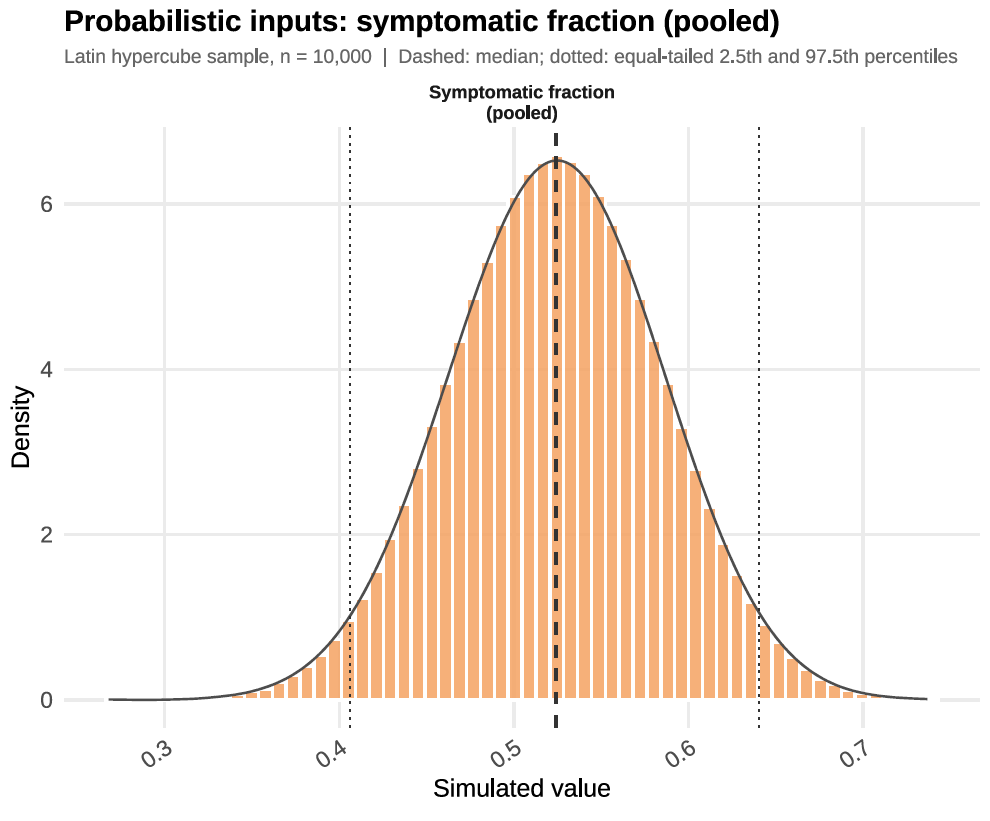 Probabilistic inputs: symptomatic fraction (pooled)
Latin hypercube sample, n = 10,000 | Dashed: median; dotted: equal-tailed 2.5th and 97.5th percentiles
Symptomatic fraction
(pooled)
Density
6
4
2
0
0.3
0.4
0.5
0.6
0.7
Simulated value